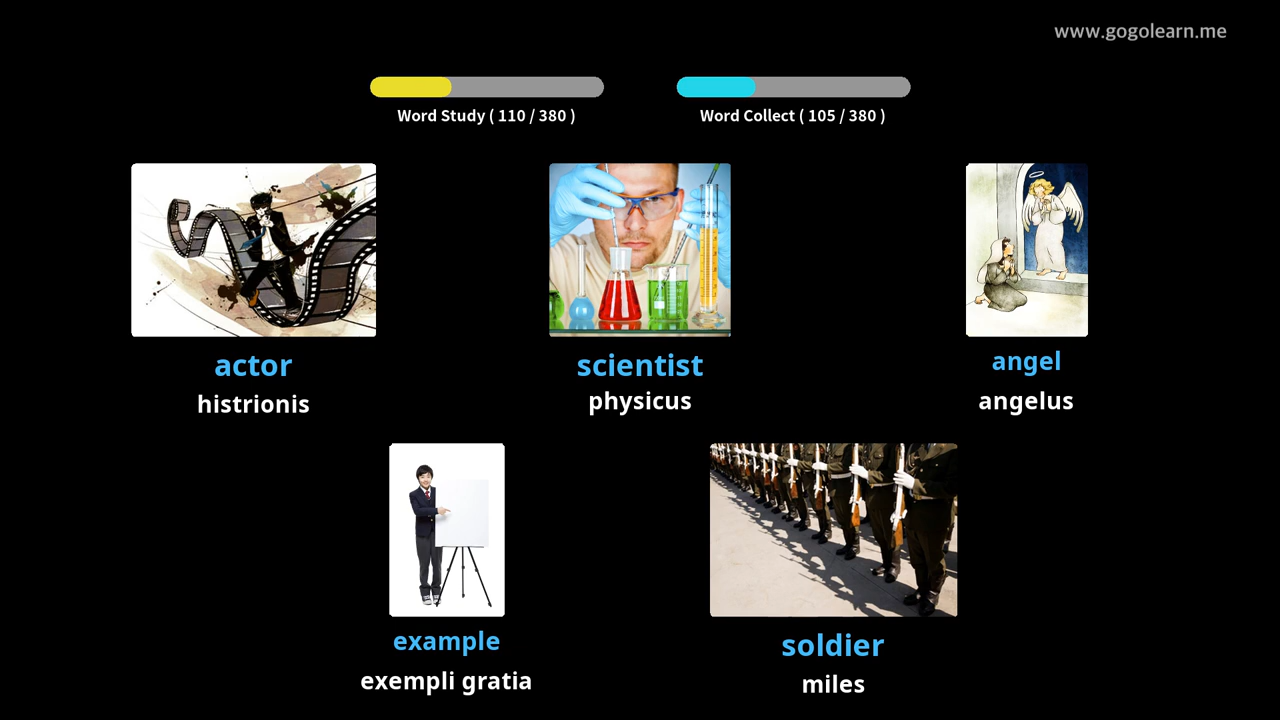 www.gogolearn.me
Word Study ( 110 / 380 )
Word Collect ( 105 / 380 )
actor
histrionis
scientist
physicus
angel
angelus
example
exempli gratia
soldier
miles